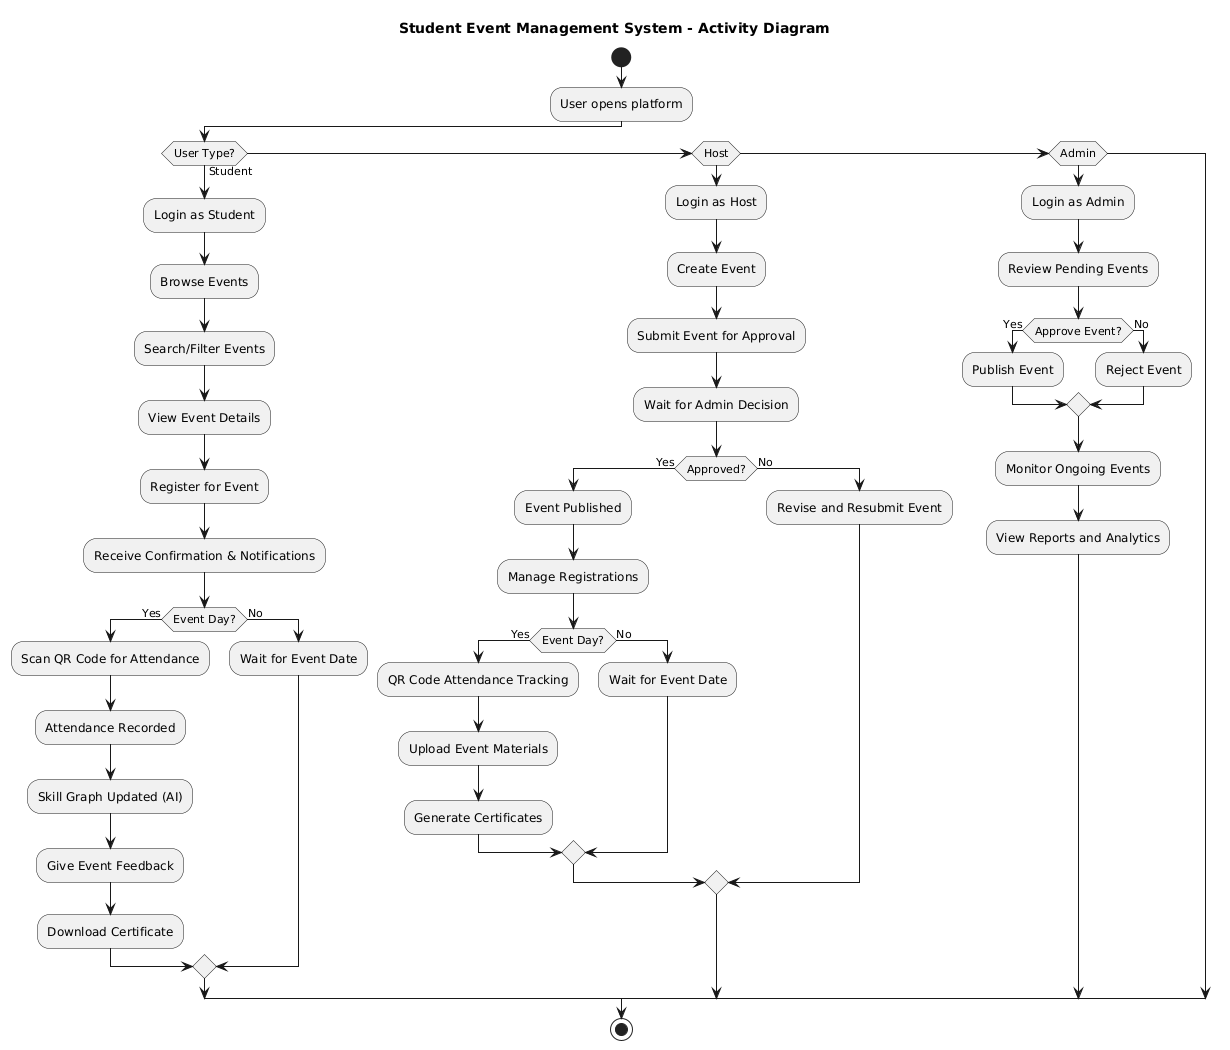 Student Event Management System - Activity Diagram
User opens platform
User Type?
Student
Login as Student
Browse Events
Search/Filter Events
View Event Details
Register for Event
Receive Confirmation & Notifications
Event Day?
Yes
No
Scan QR Code for Attendance
Wait for Event Date
Attendance Recorded
Skill Graph Updated (AI)
Give Event Feedback
Download Certificate
Host
Login as Host
Create Event
Submit Event for Approval
Wait for Admin Decision
Approved?
Yes
No
Event Published
Revise and Resubmit Event
Manage Registrations
Event Day?
Yes
No
QR Code Attendance Tracking
Wait for Event Date
Upload Event Materials
Generate Certificates
Admin
Login as Admin
Review Pending Events
Approve Event?
Yes
No
Publish Event
Reject Event
Monitor Ongoing Events
View Reports and Analytics